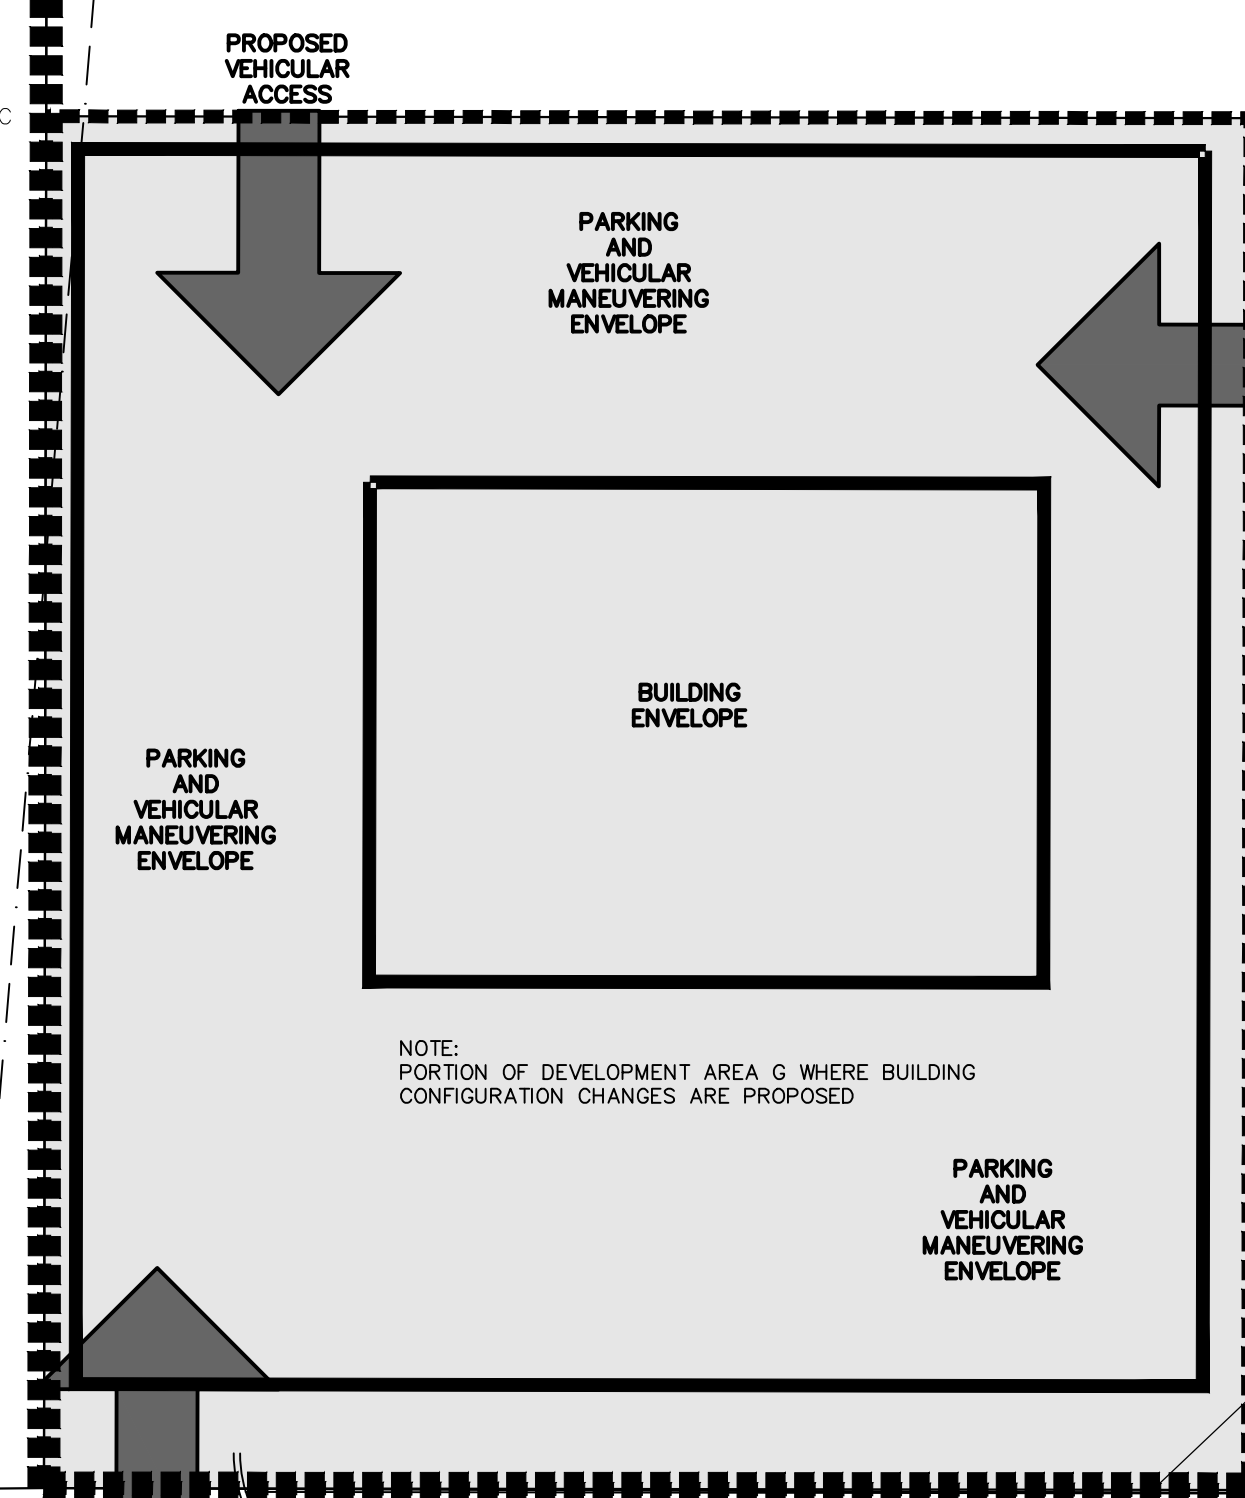 PROPOSED
VEHICULAR
ACCESS
C
PARKING
AND
VEHICULAR
MANEUVERING
ENVELOPE
BUILDING
ENVELOPE
PARKING
AND
VEHICULAR
MANEUVERING
ENVELOPE
NOTE:
PORTION OF DEVELOPMENT AREA G WHERE BUILDING
CONFIGURATION CHANGES ARE PROPOSED
PARKING
AND
VEHICULAR
MANEUVERING
ENVELOPE